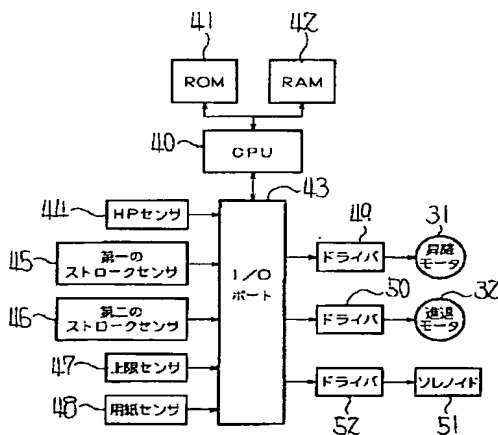 41
42
ROM
RAM
40
CPU
43
44
HPセンサ
49
31
45
第一の
ストロークセンサ
I/O
ポート
ドライバ
昇降
モータ
50
32
46
第二の
ストロークセンサ
ドライバ
進退
モータ
47
上限センサ
48
用紙センサ
ドライバ
ソレノイド
52
51